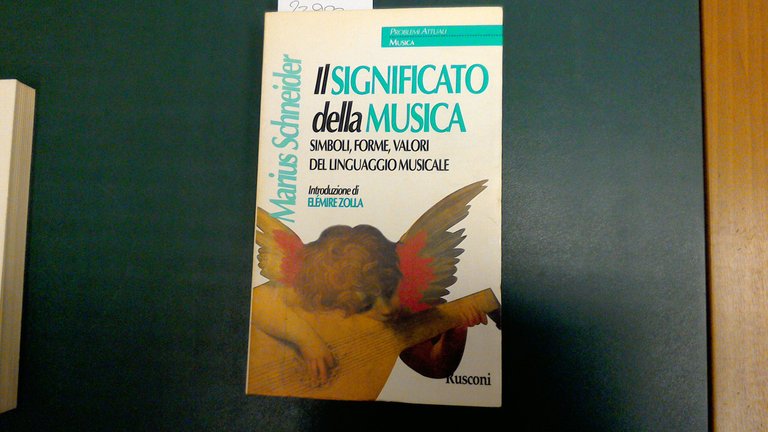 PROBLEMI ATTUALI
MUSICA
Marius Schneider
Il SIGNIFICATO
della MUSICA
SIMBOLI, FORME, VALORI
DEL LINGUAGGIO MUSICALE
Introduzione di
ELÉMIRE ZOLLA
Rusconi